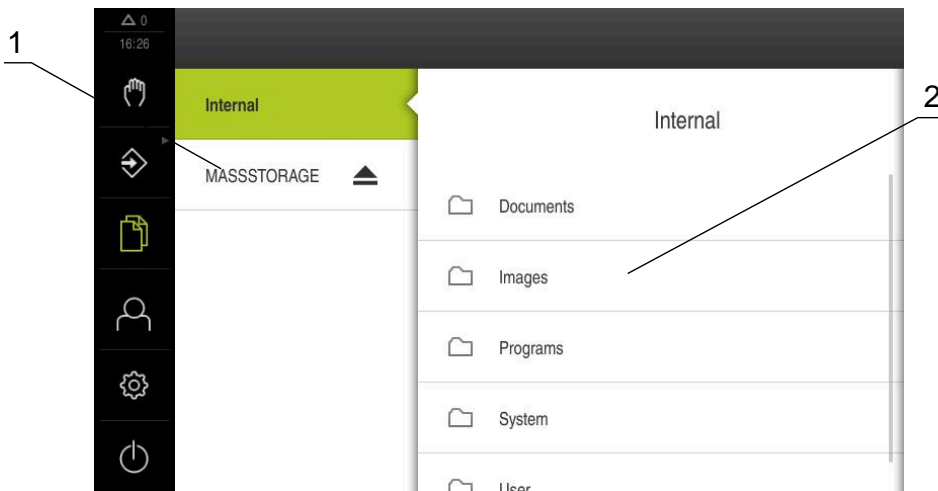 1
0
16:26
Internal
MASSSTORAGE
Internal
2
Documents
Images
Programs
System
User